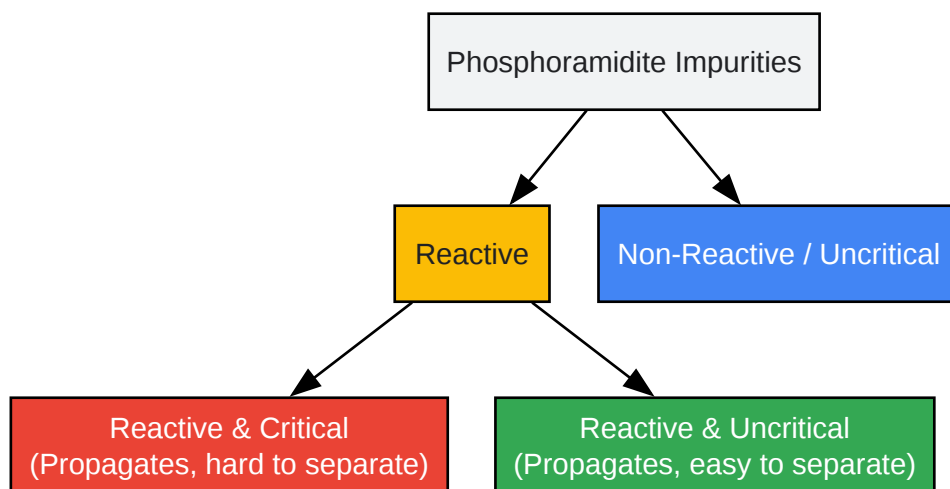 Phosphoramidite Impurities
Reactive
Non-Reactive / Uncritical
Reactive & Critical
(Propagates, hard to separate)
Reactive & Uncritical
(Propagates, easy to separate)